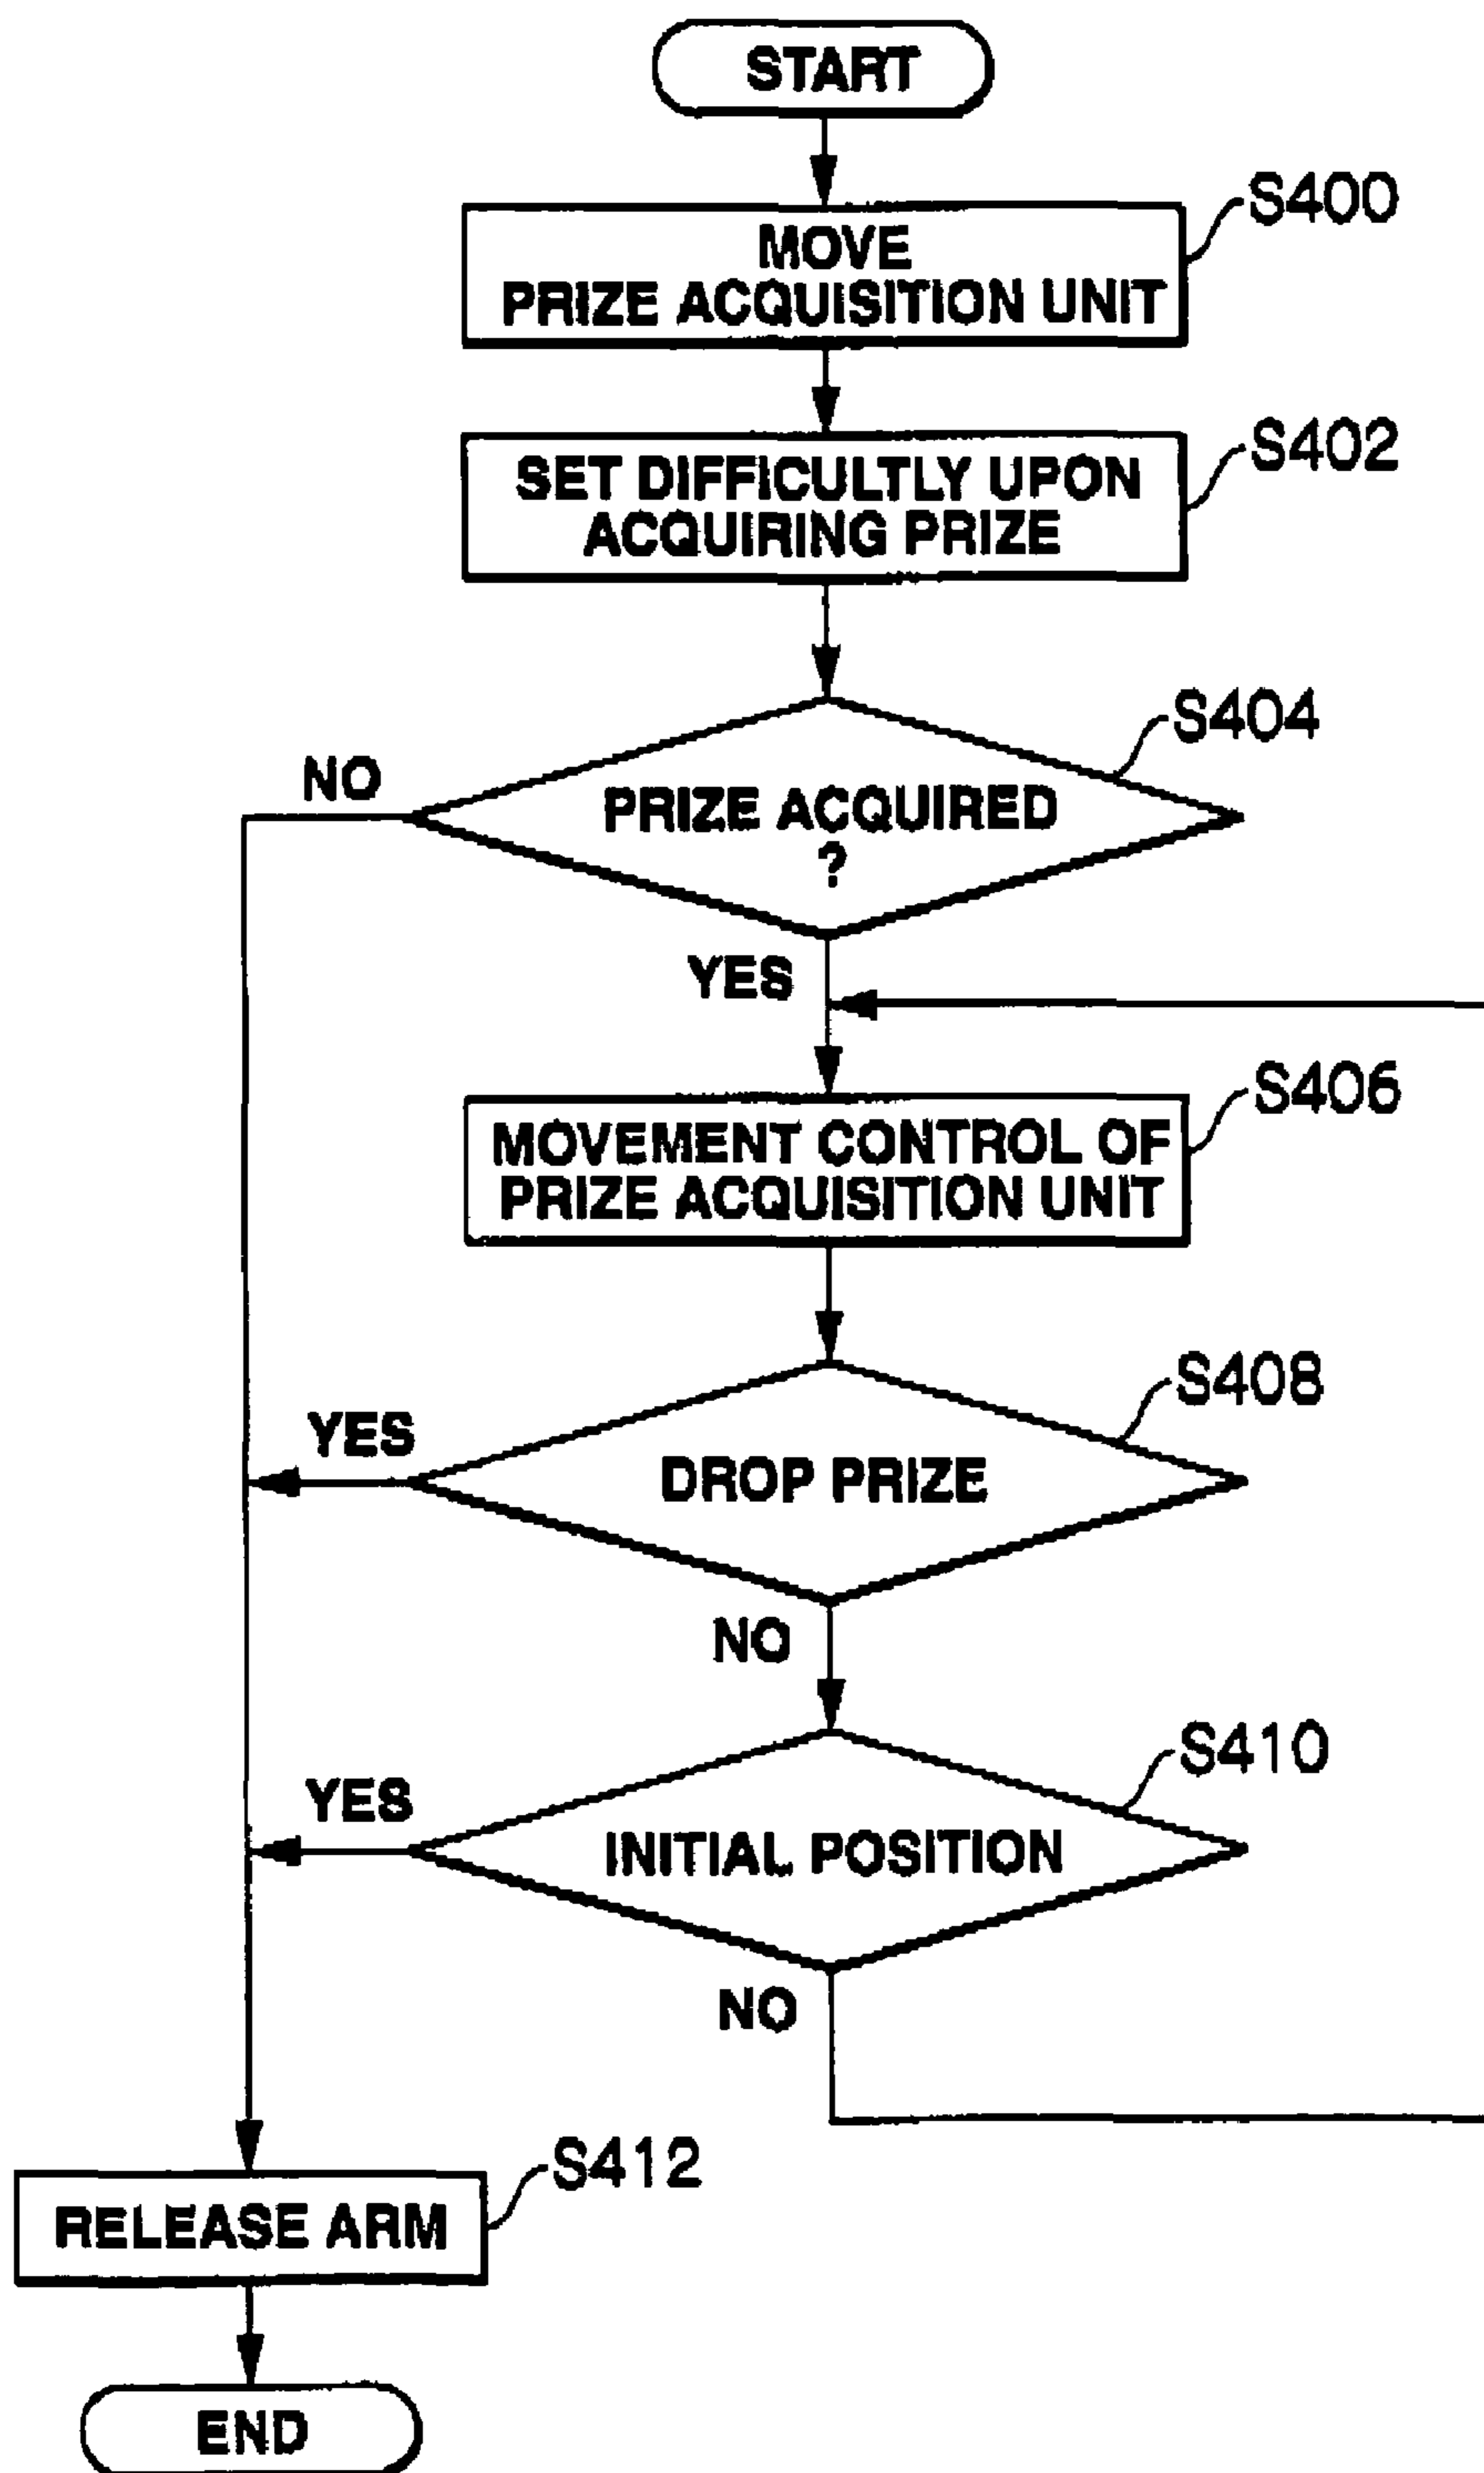 START
S400
MOVE
PRIZE ACQUISITION UNIT
S402
SET DIFFICULTLY UPON
ACQUIRING PRIZE
S404
NO
PRIZE ACQUIRED
?
YES
S406
MOVEMENT CONTROL OF
PRIZE ACQUISITION UNIT
S408
YES
DROP PRIZE
NO
S410
YES
INITIAL POSITION
NO
S412
RELEASE ARM
END